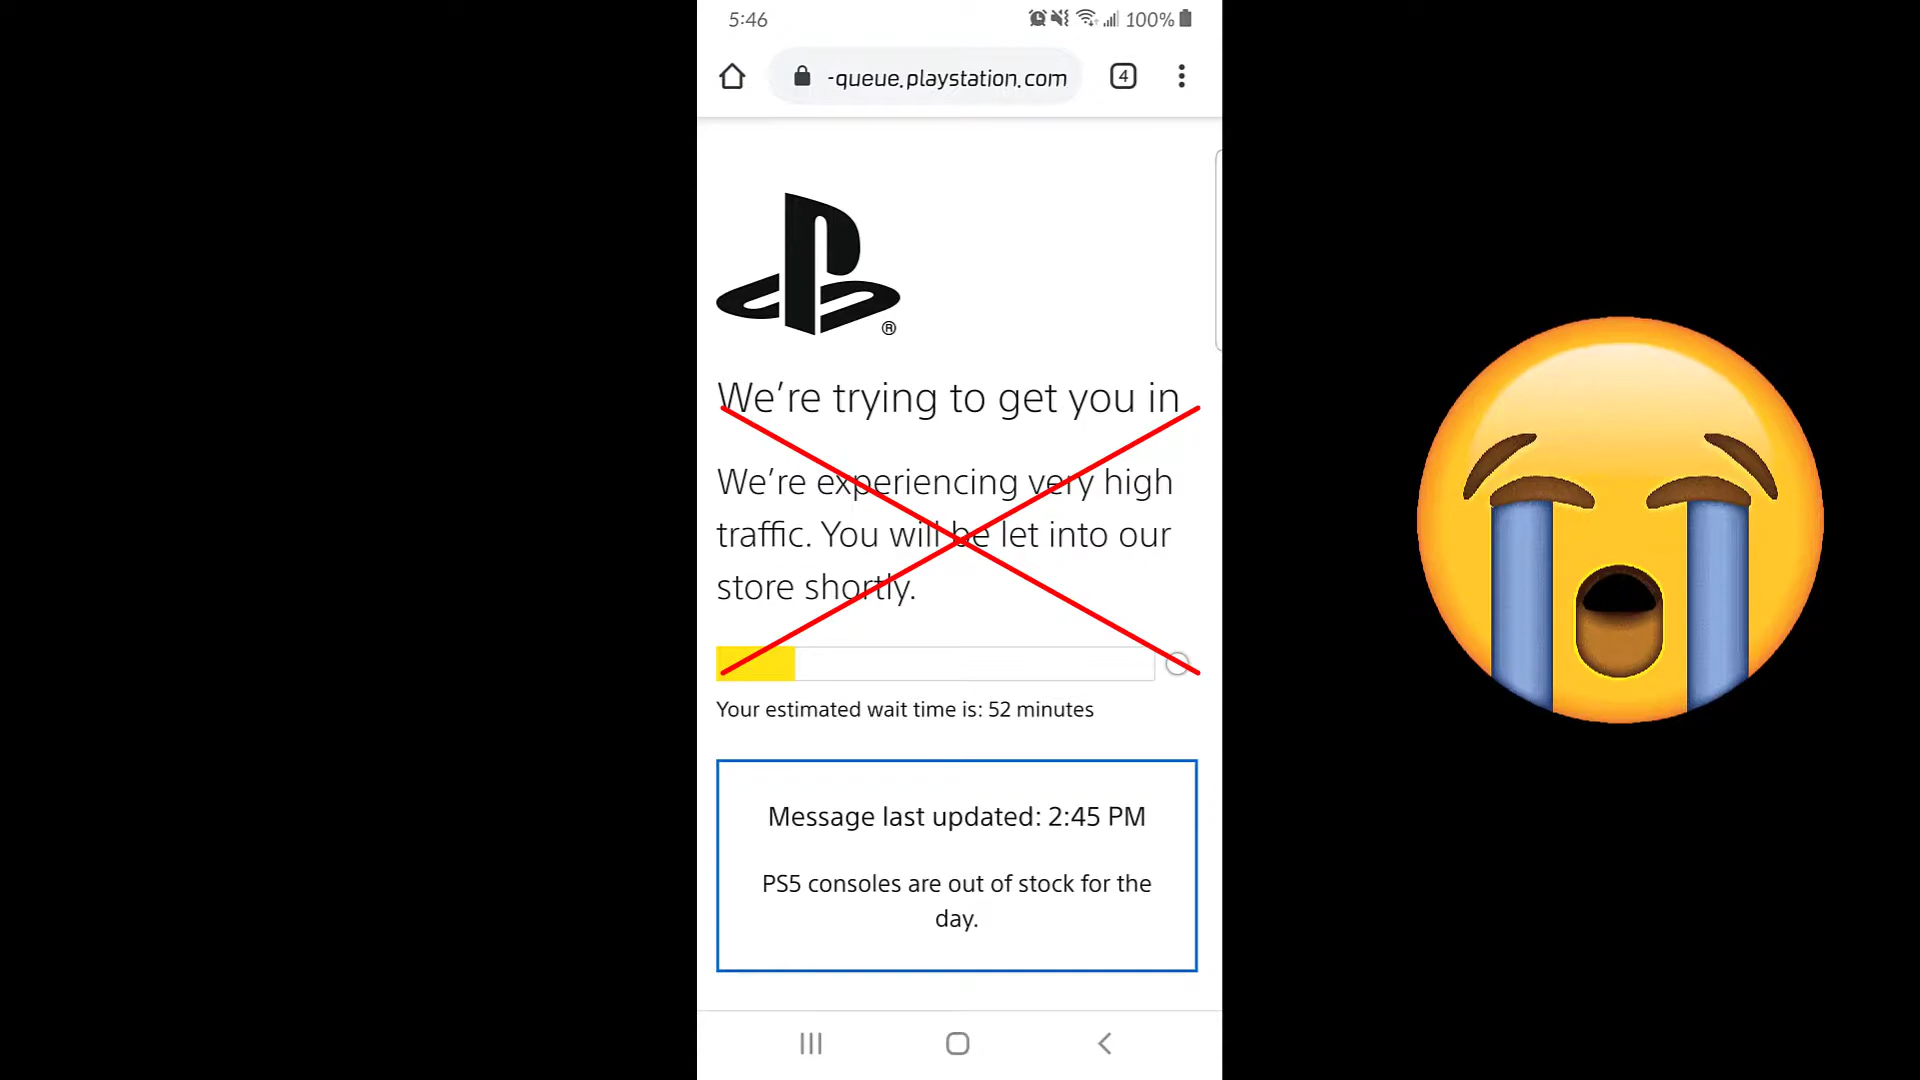 5:46
100%
-queue.playstation.com
4
®
We’re trying to get you in
We’re experiencing very high
traffic. You will be let into our
store shortly.
Your estimated wait time is: 52 minutes
Message last updated: 2:45 PM
PS5 consoles are out of stock for the
day.